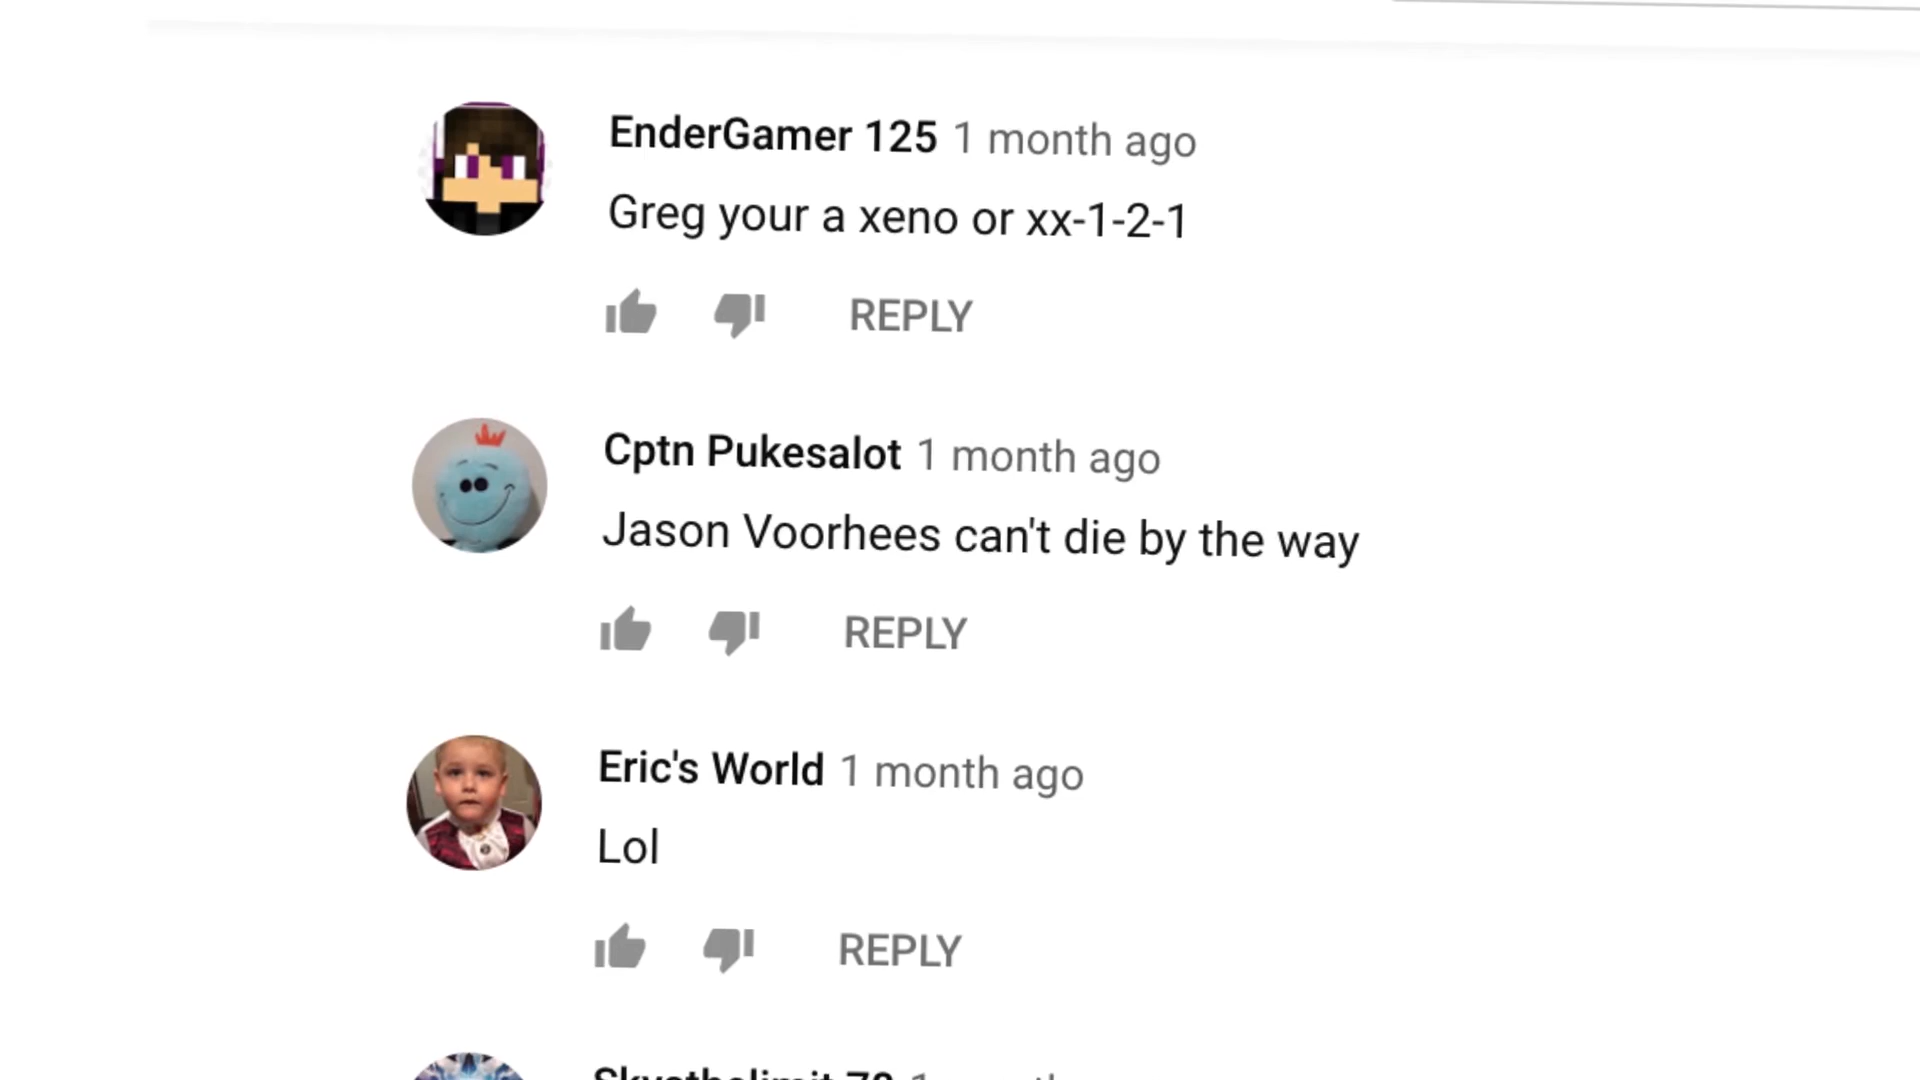 EnderGamer 125 1 month ago
Greg your a xeno or xx-1-2-1
REPLY
Cptn Pukesalot 1 month ago
Jason Voorhees can't die by the way
REPLY
Eric's World 1 month ago
Lol
REPLY